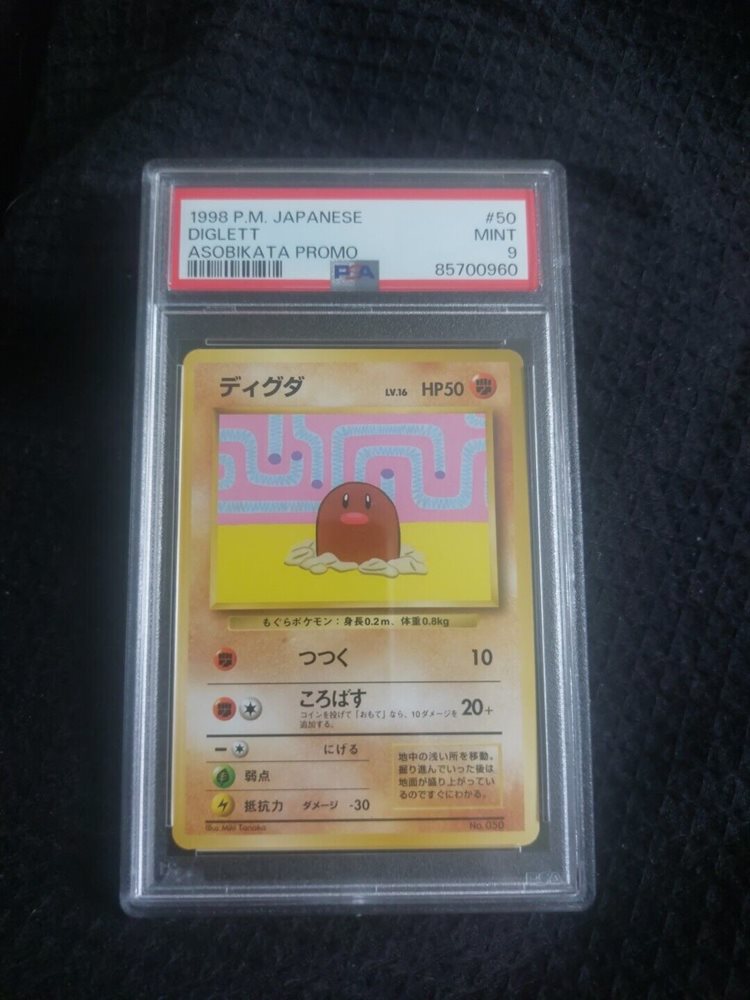 1998 P.M. JAPANESE #50
DIGLETT MINT
ASOBIKATA PROMO 9
PSA 85700960
ディグダ LV.16 HP50
もぐらポケモン：身長0.2m、体重0.8kg
つつく 10
ころばす 20+
コインを投げて「おもて」なら、10ダメージを
追加する。
にげる
弱点
抵抗力 ダメージ -30
地中の浅い所を移動。
掘り進んでいった後は
地面が盛り上がってい
るのですぐにわかる。
Illus. Miki Tanaka No. 050